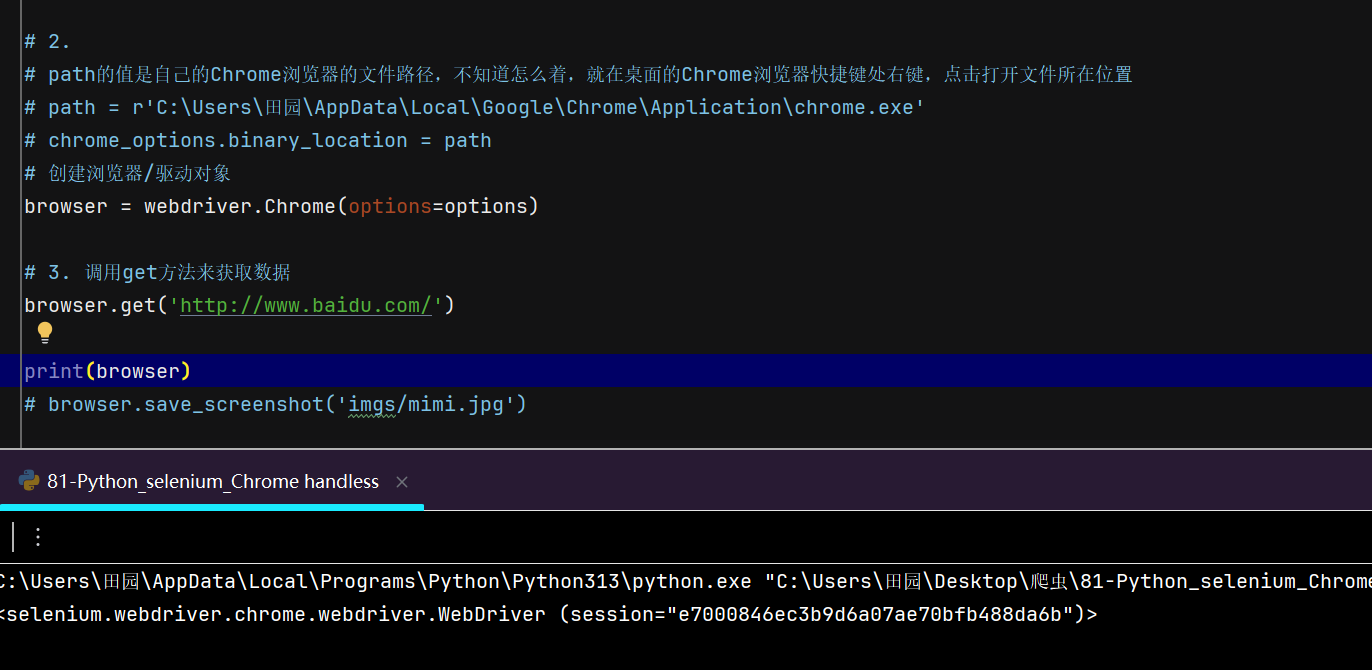 # 2.
# path的值是自己的Chrome浏览器的文件路径，不知道怎么着，就在桌面的Chrome浏览器快捷键处右键，点击打开文件所在位置
# path = r'C:\Users\田园\AppData\Local\Google\Chrome\Application\chrome.exe'
# chrome_options.binary_location = path
# 创建浏览器/驱动对象
browser = webdriver.Chrome(options=options)
# 3. 调用get方法来获取数据
browser.get('http://www.baidu.com/')
print(browser)
# browser.save_screenshot('imgs/mimi.jpg')
81-Python_selenium_Chrome handless
C:\Users\田园\AppData\Local\Programs\Python\Python313\python.exe "C:\Users\田园\Desktop\爬虫\81-Python_selenium_Chrome
<selenium.webdriver.chrome.webdriver.WebDriver (session="e7000846ec3b9d6a07ae70bfb488da6b")>